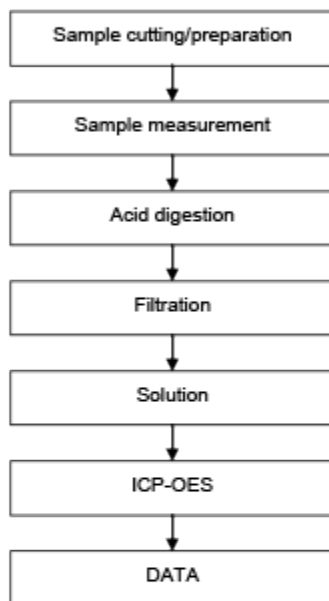 Sample cutting/preparation
Sample measurement
Acid digestion
Filtration
Solution
ICP-OES
DATA